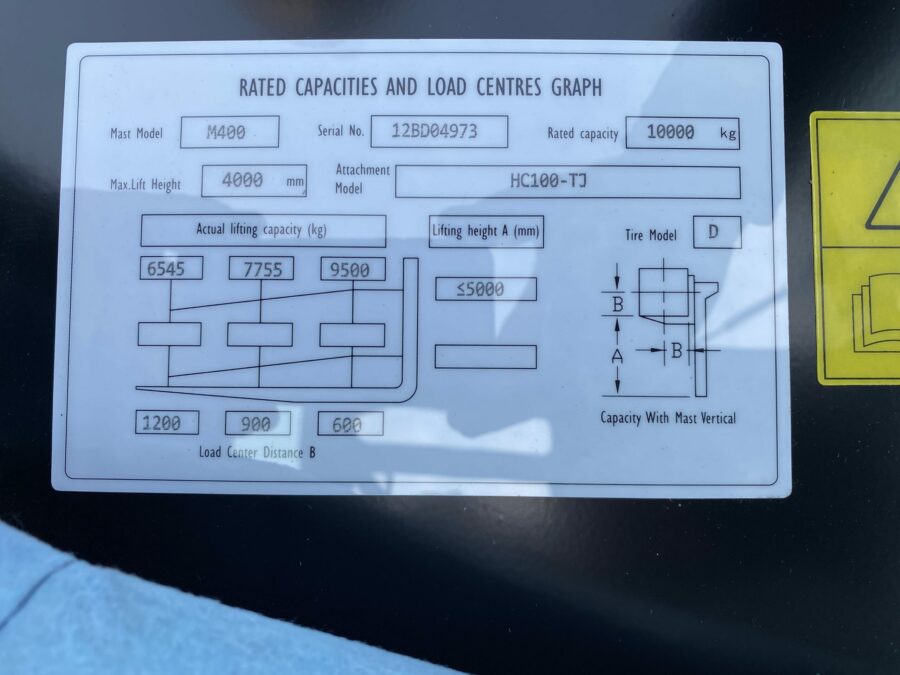 RATED CAPACITIES AND LOAD CENTRES GRAPH
Mast Model M400 Serial No. 12BD04973 Rated capacity 10000 kg
Max.Lift Height 4000 mm Attachment Model HC100-TJ
Actual lifting capacity (kg) Lifting height A (mm) Tire Model D
6545 7755 9500
≤5000
B
A
B
1200 900 600
Capacity With Mast Vertical
Load Center Distance B